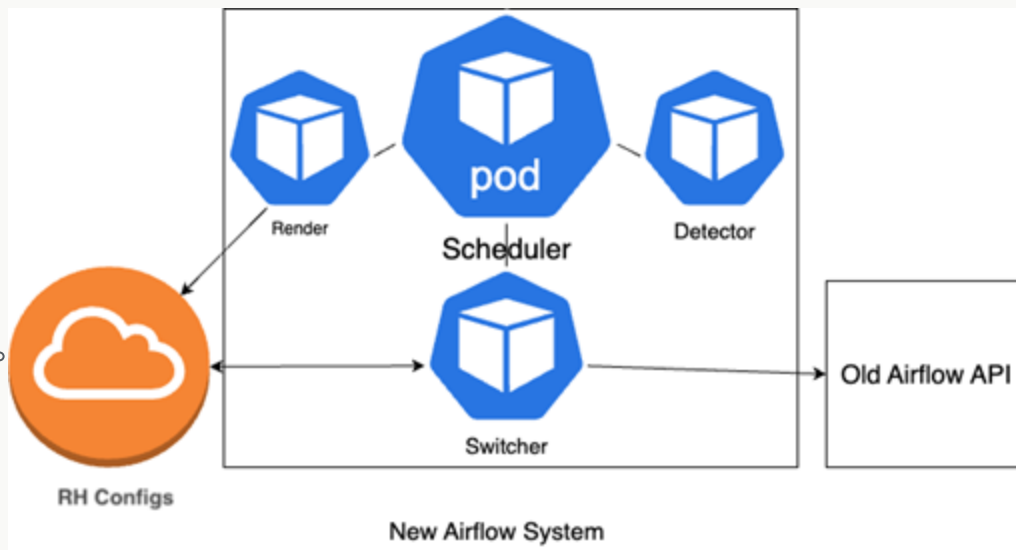 pod
Render
Scheduler
Detector
Old Airflow API
Switcher
RH Configs
New Airflow System